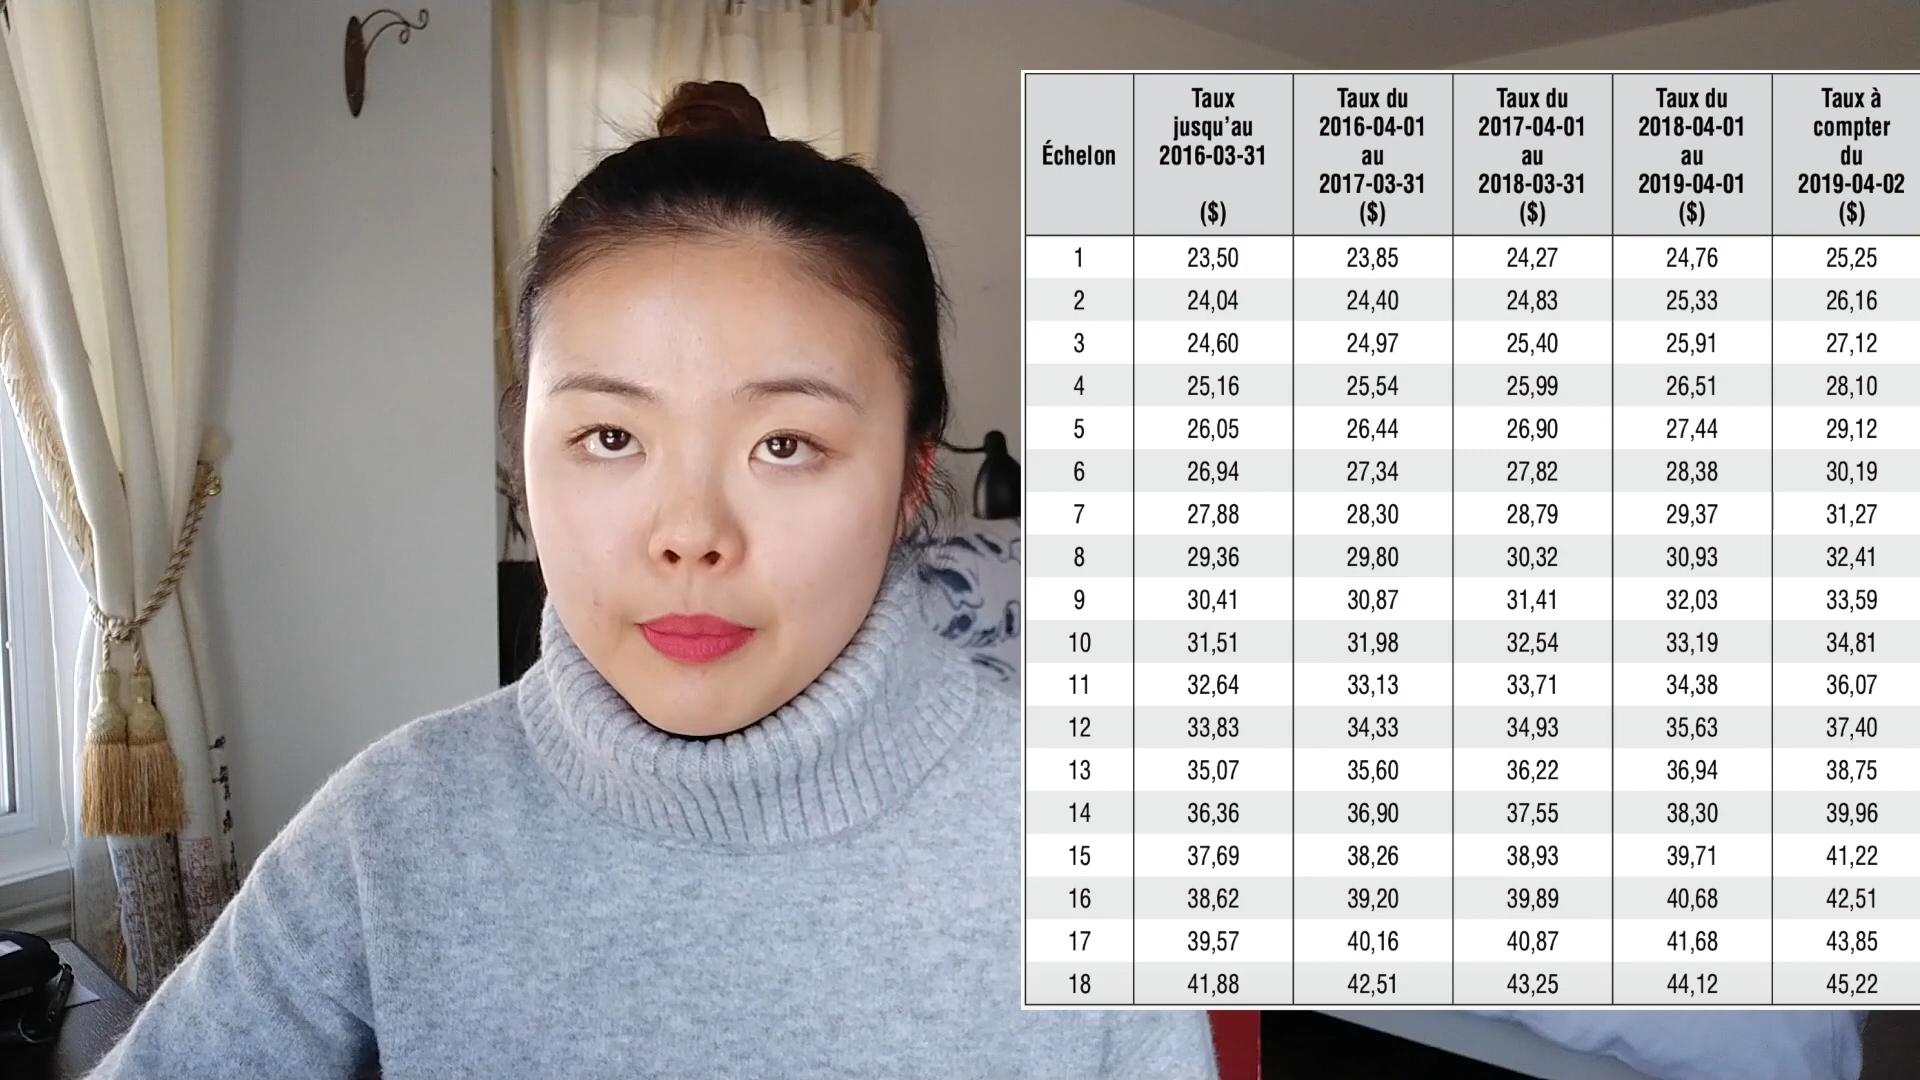 Échelon Taux jusqu'au 2016-03-31 ($) Taux du 2016-04-01 au 2017-03-31 ($) Taux du 2017-04-01 au 2018-03-31 ($) Taux du 2018-04-01 au 2019-04-01 ($) Taux à compter du 2019-04-02 ($)
1 23,50 23,85 24,27 24,76 25,25
2 24,04 24,40 24,83 25,33 26,16
3 24,60 24,97 25,40 25,91 27,12
4 25,16 25,54 25,99 26,51 28,10
5 26,05 26,44 26,90 27,44 29,12
6 26,94 27,34 27,82 28,38 30,19
7 27,88 28,30 28,79 29,37 31,27
8 29,36 29,80 30,32 30,93 32,41
9 30,41 30,87 31,41 32,03 33,59
10 31,51 31,98 32,54 33,19 34,81
11 32,64 33,13 33,71 34,38 36,07
12 33,83 34,33 34,93 35,63 37,40
13 35,07 35,60 36,22 36,94 38,75
14 36,36 36,90 37,55 38,30 39,96
15 37,69 38,26 38,93 39,71 41,22
16 38,62 39,20 39,89 40,68 42,51
17 39,57 40,16 40,87 41,68 43,85
18 41,88 42,51 43,25 44,12 45,22